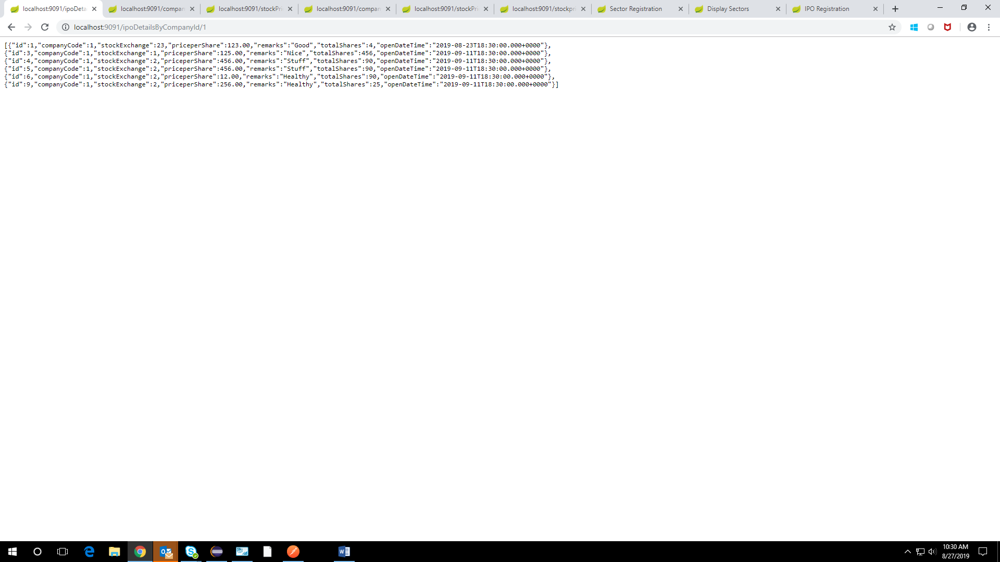 localhost:9091/ipoDeta
localhost:9091/compan
localhost:9091/stockPri
localhost:9091/compan
localhost:9091/stockPri
localhost:9091/stockpri
Sector Registration
Display Sectors
IPO Registration
localhost:9091/ipoDetailsByCompanyId/1
[{"id":1,"companyCode":1,"stockExchange":23,"priceperShare":123.00,"remarks":"Good","totalShares":4,"openDateTime":"2019-08-23T18:30:00.000+0000"},
{"id":3,"companyCode":1,"stockExchange":1,"priceperShare":125.00,"remarks":"Nice","totalShares":456,"openDateTime":"2019-09-11T18:30:00.000+0000"},
{"id":4,"companyCode":1,"stockExchange":2,"priceperShare":456.00,"remarks":"Stuff","totalShares":90,"openDateTime":"2019-09-11T18:30:00.000+0000"},
{"id":5,"companyCode":1,"stockExchange":2,"priceperShare":456.00,"remarks":"Stuff","totalShares":90,"openDateTime":"2019-09-11T18:30:00.000+0000"},
{"id":6,"companyCode":1,"stockExchange":2,"priceperShare":12.00,"remarks":"Healthy","totalShares":90,"openDateTime":"2019-09-11T18:30:00.000+0000"},
{"id":9,"companyCode":1,"stockExchange":2,"priceperShare":256.00,"remarks":"Healthy","totalShares":25,"openDateTime":"2019-09-11T18:30:00.000+0000"}]
10:30 AM
8/27/2019